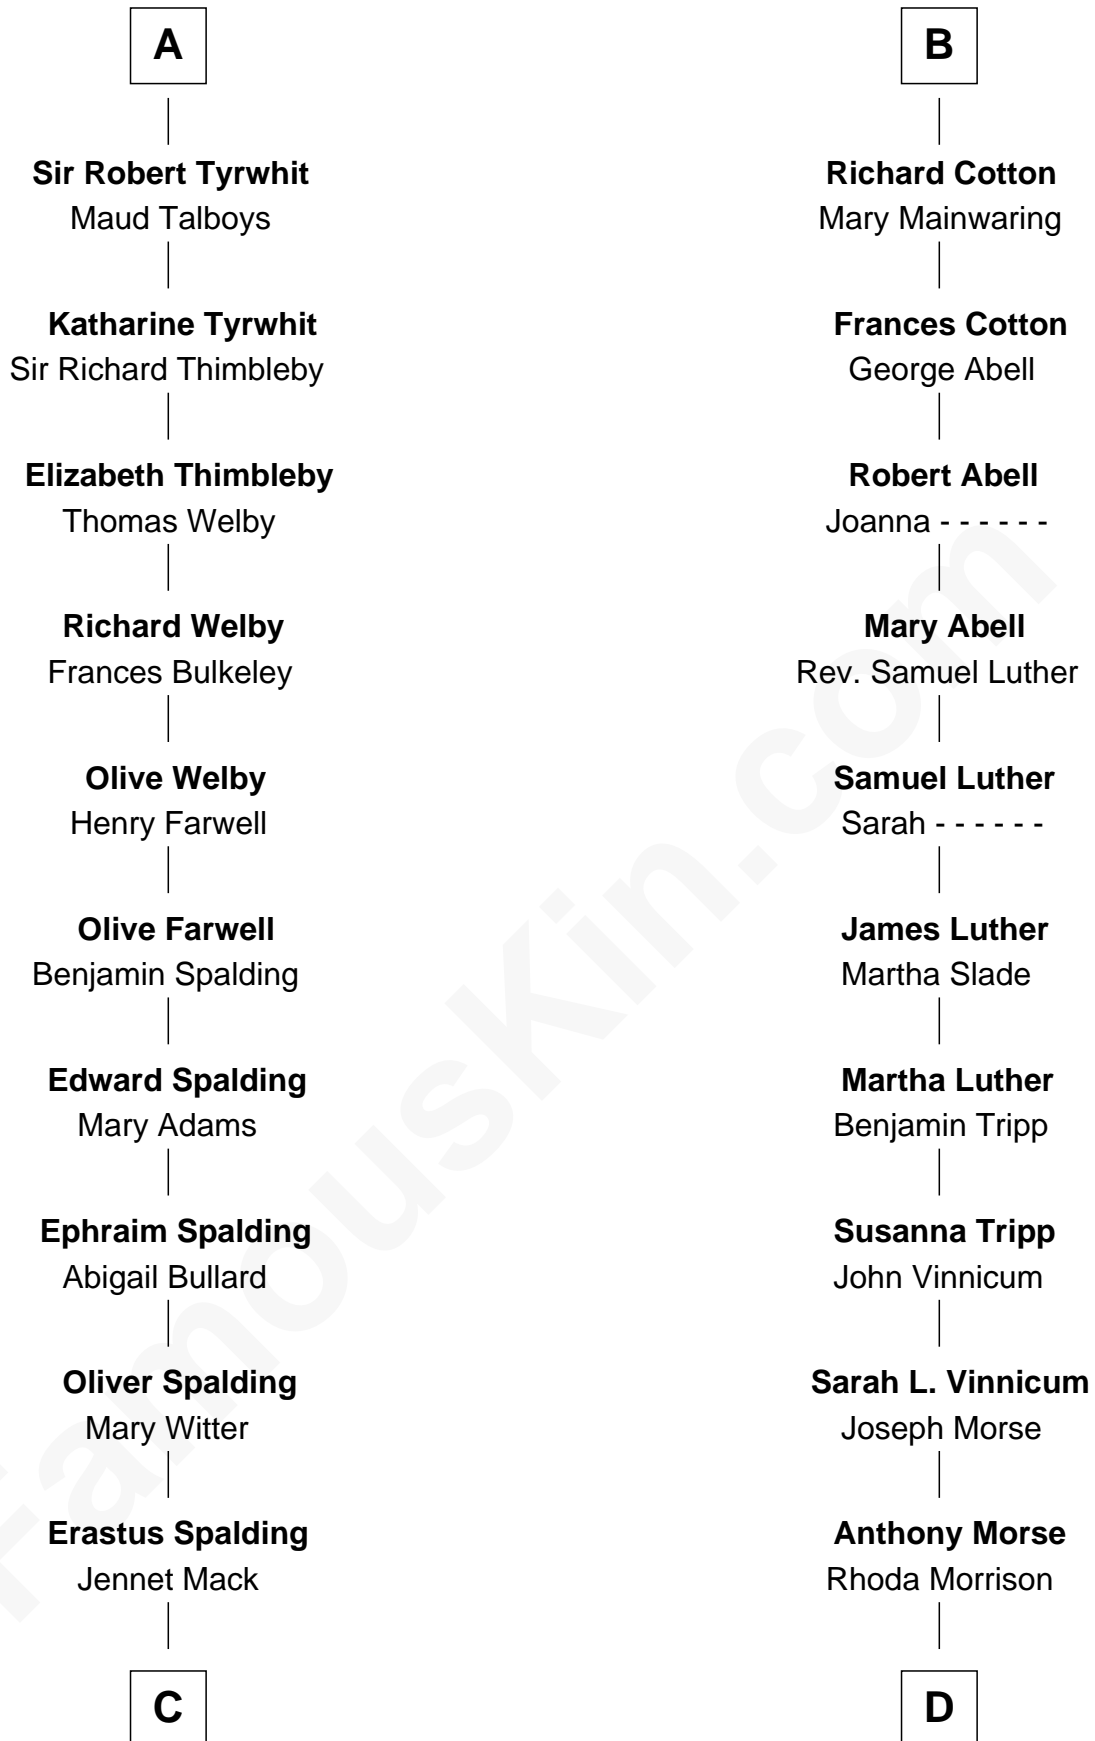 A
Sir Robert Tyrwhit
Maud Talboys
Katharine Tyrwhit
Sir Richard Thimbleby
Elizabeth Thimbleby
Thomas Welby
Richard Welby
Frances Bulkeley
Olive Welby
Henry Farwell
Olive Farwell
Benjamin Spalding
Edward Spalding
Mary Adams
Ephraim Spalding
Abigail Bullard
Oliver Spalding
Mary Witter
Erastus Spalding
Jennet Mack
C
B
Richard Cotton
Mary Mainwaring
Frances Cotton
George Abell
Robert Abell
Joanna - - - - - -
Mary Abell
Rev. Samuel Luther
Samuel Luther
Sarah - - - - - -
James Luther
Martha Slade
Martha Luther
Benjamin Tripp
Susanna Tripp
John Vinnicum
Sarah L. Vinnicum
Joseph Morse
Anthony Morse
Rhoda Morrison
D
FamousKin.com